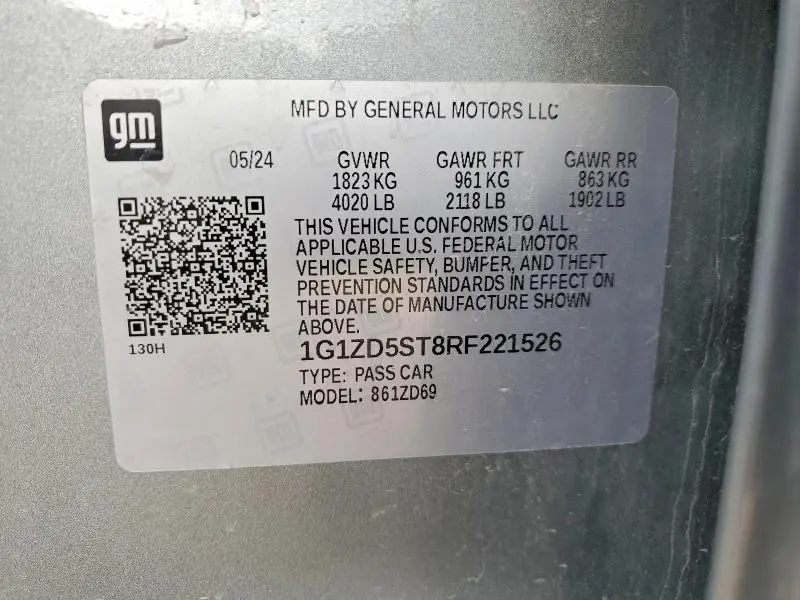 gm
MFD BY GENERAL MOTORS LLC
05/24 GVWR GAWR FRT GAWR RR
1823 KG 961 KG 863 KG
4020 LB 2118 LB 1902 LB
THIS VEHICLE CONFORMS TO ALL
APPLICABLE U.S. FEDERAL MOTOR
VEHICLE SAFETY, BUMPER, AND THEFT
PREVENTION STANDARDS IN EFFECT ON
THE DATE OF MANUFACTURE SHOWN
ABOVE.
130H
1G1ZD5ST8RF221526
TYPE: PASS CAR
MODEL: 861ZD69